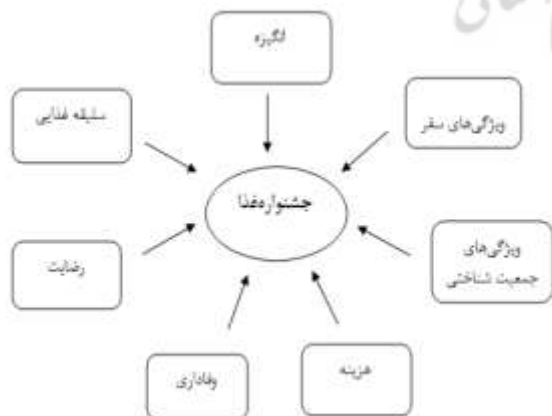 انگیزه
ویژگی‌های سفر
سلیقه غذایی
جشنواره‌غذا
ویژگی‌های
جمعیت شناختی
رضایت
هزینه
وفاداری